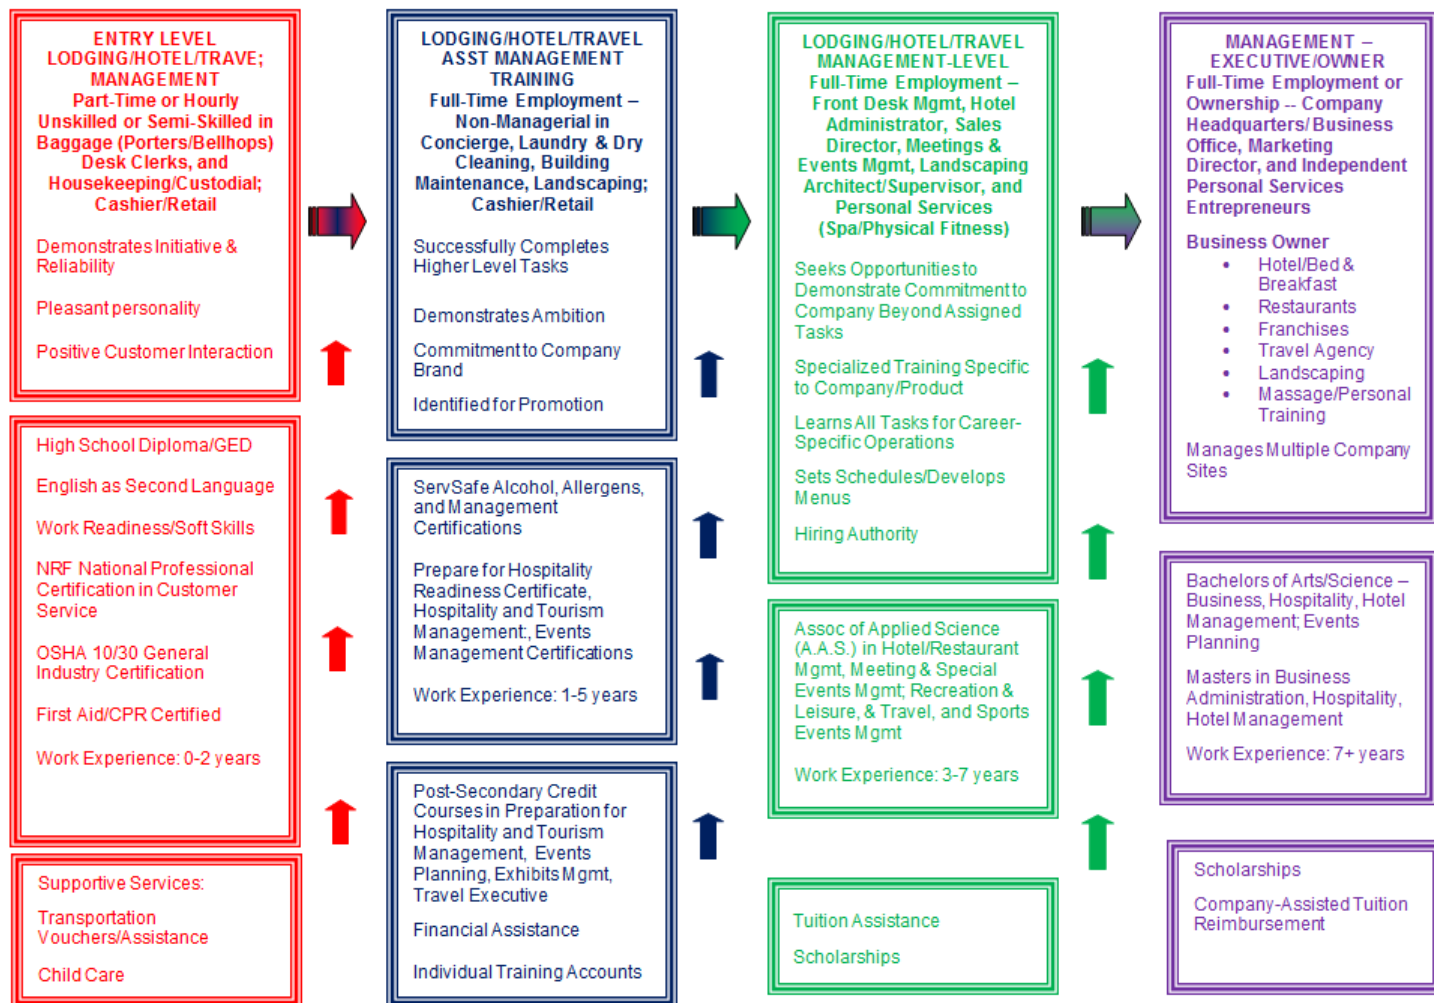 ENTRY LEVEL
LODGING/HOTEL/TRAVE;
MANAGEMENT
Part-Time or Hourly
Unskilled or Semi-Skilled in
Baggage (Porters/Bellhops)
Desk Clerks, and
Housekeeping/Custodial;
Cashier/Retail
Demonstrates Initiative &
Reliability
Pleasant personality
Positive Customer Interaction
High School Diploma/GED
English as Second Language
Work Readiness/Soft Skills
NRF National Professional
Certification in Customer
Service
OSHA 10/30 General
Industry Certification
First Aid/CPR Certified
Work Experience: 0-2 years
Supportive Services:
Transportation
Vouchers/Assistance
Child Care
LODGING/HOTEL/TRAVEL
ASST MANAGEMENT
TRAINING
Full-Time Employment –
Non-Managerial in
Concierge, Laundry & Dry
Cleaning, Building
Maintenance, Landscaping;
Cashier/Retail
Successfully Completes
Higher Level Tasks
Demonstrates Ambition
Commitment to Company
Brand
Identified for Promotion
ServSafe Alcohol, Allergens,
and Management
Certifications
Prepare for Hospitality
Readiness Certificate,
Hospitality and Tourism
Management:, Events
Management Certifications
Work Experience: 1-5 years
Post-Secondary Credit
Courses in Preparation for
Hospitality and Tourism
Management, Events
Planning, Exhibits Mgmt,
Travel Executive
Financial Assistance
Individual Training Accounts
LODGING/HOTEL/TRAVEL
MANAGEMENT-LEVEL
Full-Time Employment –
Front Desk Mgmt, Hotel
Administrator, Sales
Director, Meetings &
Events Mgmt, Landscaping
Architect/Supervisor, and
Personal Services
(Spa/Physical Fitness)
Seeks Opportunities to
Demonstrate Commitment to
Company Beyond Assigned
Tasks
Specialized Training Specific
to Company/Product
Learns All Tasks for Career-
Specific Operations
Sets Schedules/Develops
Menus
Hiring Authority
Assoc of Applied Science
(A.A.S.) in Hotel/Restaurant
Mgmt, Meeting & Special
Events Mgmt; Recreation &
Leisure, & Travel, and Sports
Events Mgmt
Work Experience: 3-7 years
Tuition Assistance
Scholarships
MANAGEMENT –
EXECUTIVE/OWNER
Full-Time Employment or
Ownership -- Company
Headquarters/ Business
Office, Marketing
Director, and Independent
Personal Services
Entrepreneurs
Business Owner
• Hotel/Bed &
Breakfast
• Restaurants
• Franchises
• Travel Agency
• Landscaping
• Massage/Personal
Training
Manages Multiple Company
Sites
Bachelors of Arts/Science –
Business, Hospitality, Hotel
Management; Events
Planning
Masters in Business
Administration, Hospitality,
Hotel Management
Work Experience: 7+ years
Scholarships
Company-Assisted Tuition
Reimbursement